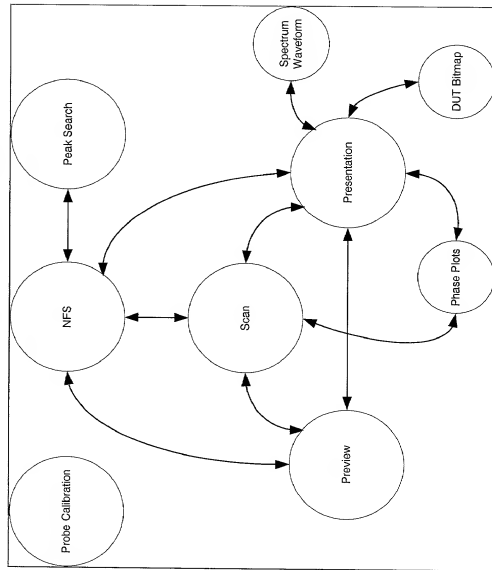 Probe Calibration
NFS
Peak Search
Scan
Spectrum
Waveform
Preview
Presentation
Phase Plots
DUT Bitmap